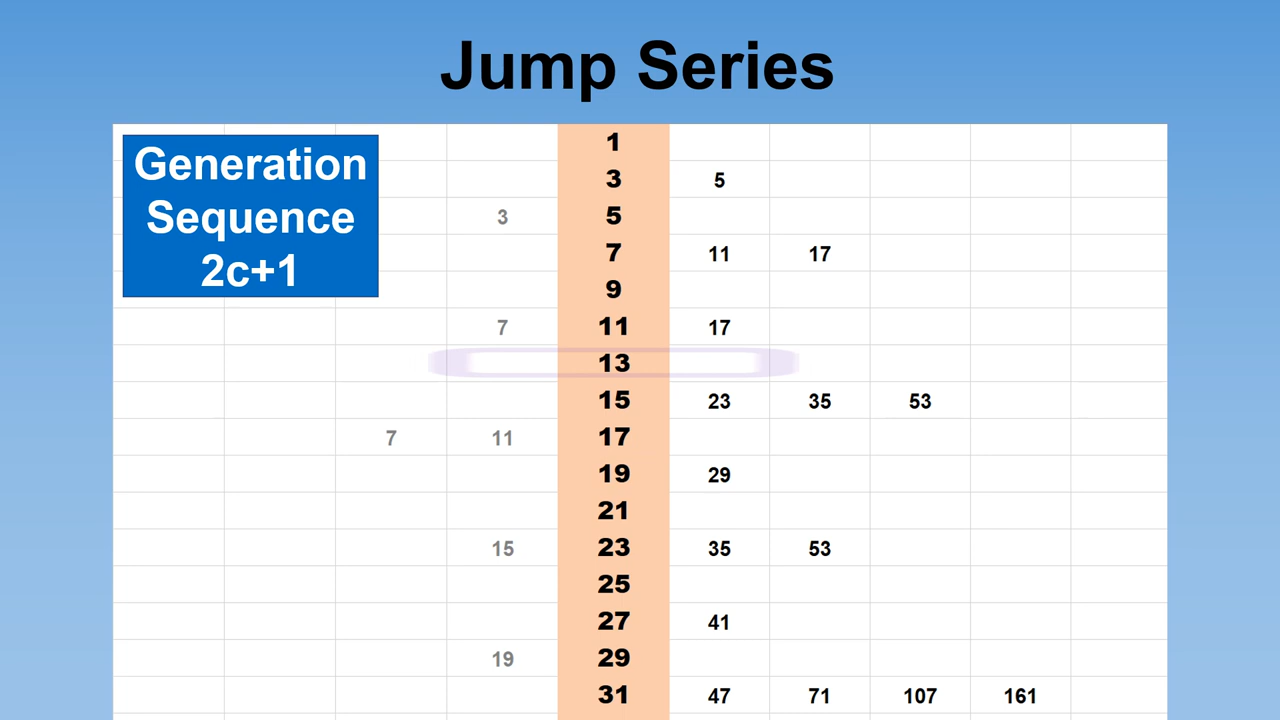 Jump Series
Generation
Sequence
2c+1
1
3 5
3 5
7 11 17
9
7 11 17
13
15 23 35 53
7 11 17
19 29
21
15 23 35 53
25
27 41
19 29
31 47 71 107 161